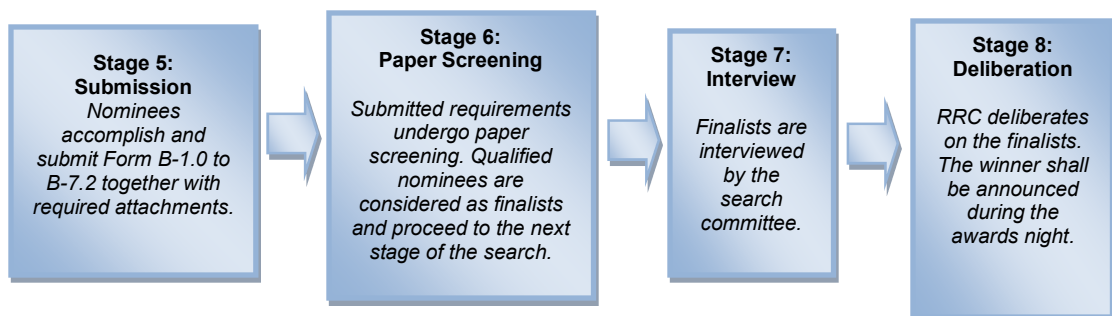 Stage 5:
Submission
Nominees
accomplish and
submit Form B-1.0 to
B-7.2 together with
required attachments.
Stage 6:
Paper Screening
Submitted requirements
undergo paper
screening. Qualified
nominees are
considered as finalists
and proceed to the next
stage of the search.
Stage 7:
Interview
Finalists are
interviewed
by the
search
committee.
Stage 8:
Deliberation
RRC deliberates
on the finalists.
The winner shall
be announced
during the
awards night.